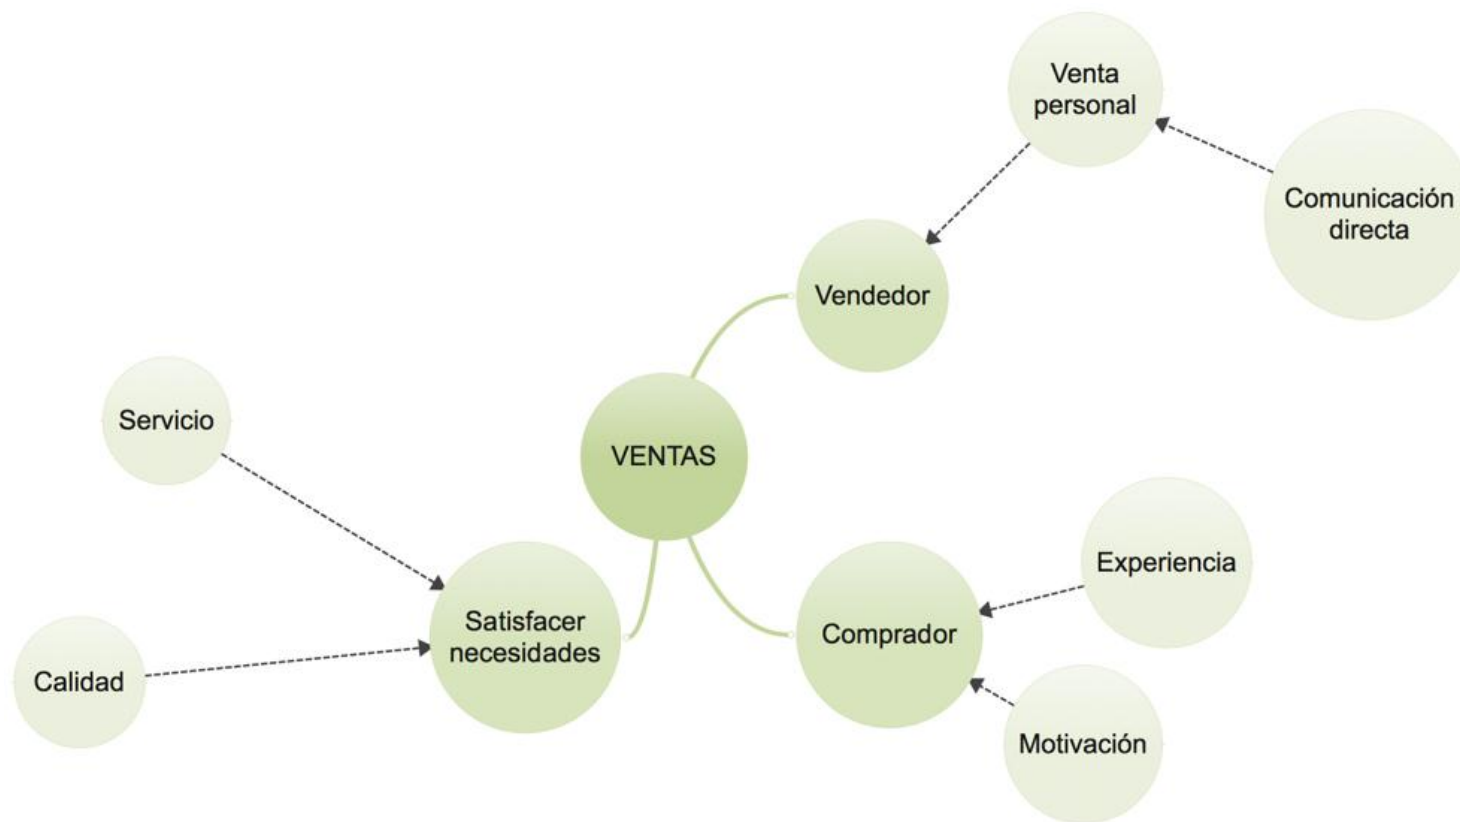 Venta
personal
Comunicación
directa
Vendedor
Servicio
VENTAS
Experiencia
Satisfacer
necesidades
Comprador
Calidad
Motivación